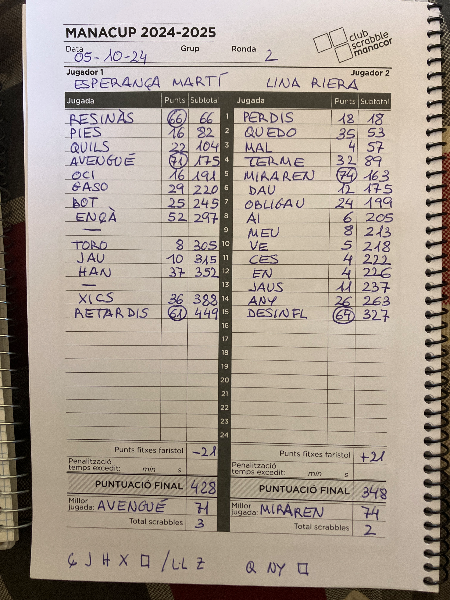 MANACUP 2024-2025
club scrabble manacor
Data 05-10-24 Grup Ronda 2
Jugador 1 Jugador 2
ESPERANÇA MARTÍ LINA RIERA
Jugada Punts Subtotal Jugada Punts Subtotal
RESINÀS 66 66 1 PERDIS 18 18
PIES 16 82 2 QUEDO 35 53
QUILS 22 104 3 MAL 4 57
AVENGUÉ 71 175 4 TERME 32 89
OCI 16 191 5 MIRAREN 74 163
GASO 29 220 6 DAU 12 175
BOT 25 245 7 OBLIGAU 24 199
ENÇÀ 52 297 8 AI 6 205
— 9 MEU 8 213
TORO 8 305 10 VE 5 218
JAU 10 315 11 CES 4 222
HAN 37 352 12 EN 4 226
— 13 JAUS 11 237
XICS 36 388 14 ANY 26 263
RETARDIS 61 449 15 DESINFL 64 327
16
17
18
19
20
21
22
23
24
Punts fitxes faristol -21 Punts fitxes faristol +21
Penalització temps excedit: min s Penalització temps excedit: min s
PUNTUACIÓ FINAL 428 PUNTUACIÓ FINAL 348
Millor jugada: AVENGUÉ 71 Millor jugada: MIRAREN 74
Total scrabbles 3 Total scrabbles 2
Ç J H X □ / L·L Z Q NY □